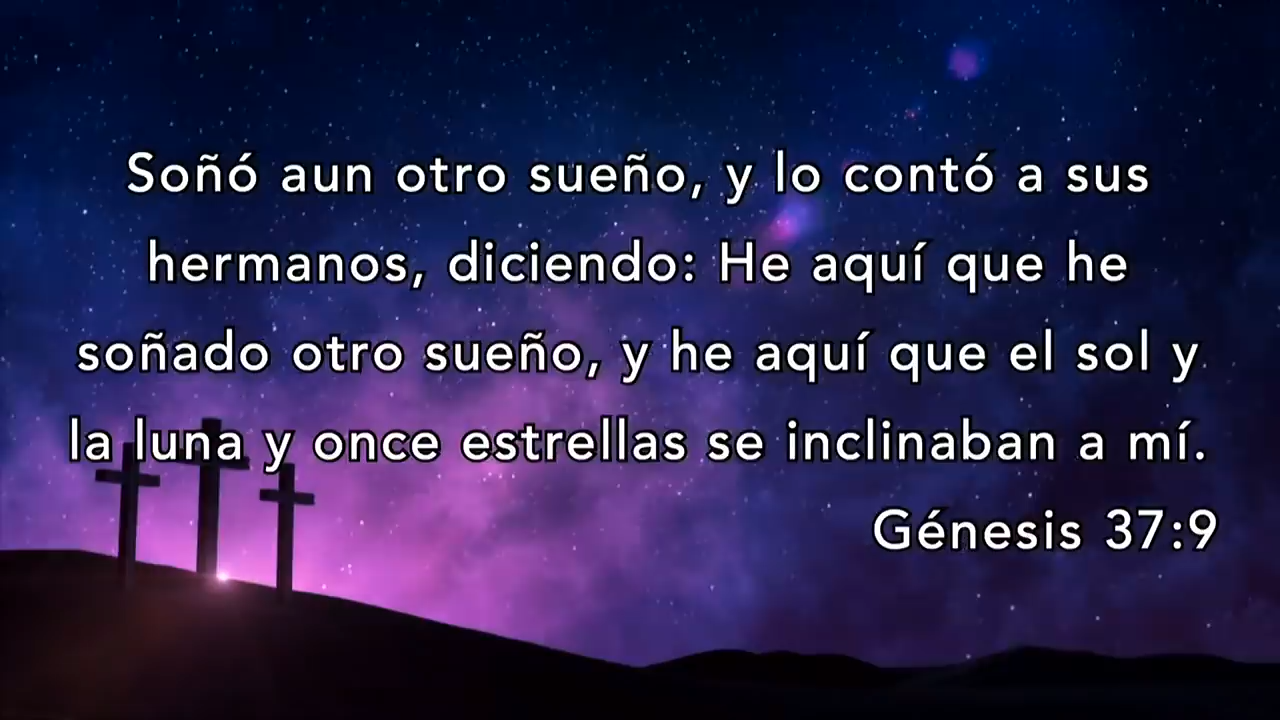 Soñó aun otro sueño, y lo contó a sus
hermanos, diciendo: He aquí que he
soñado otro sueño, y he aquí que el sol y
la luna y once estrellas se inclinaban a mí.
Génesis 37:9